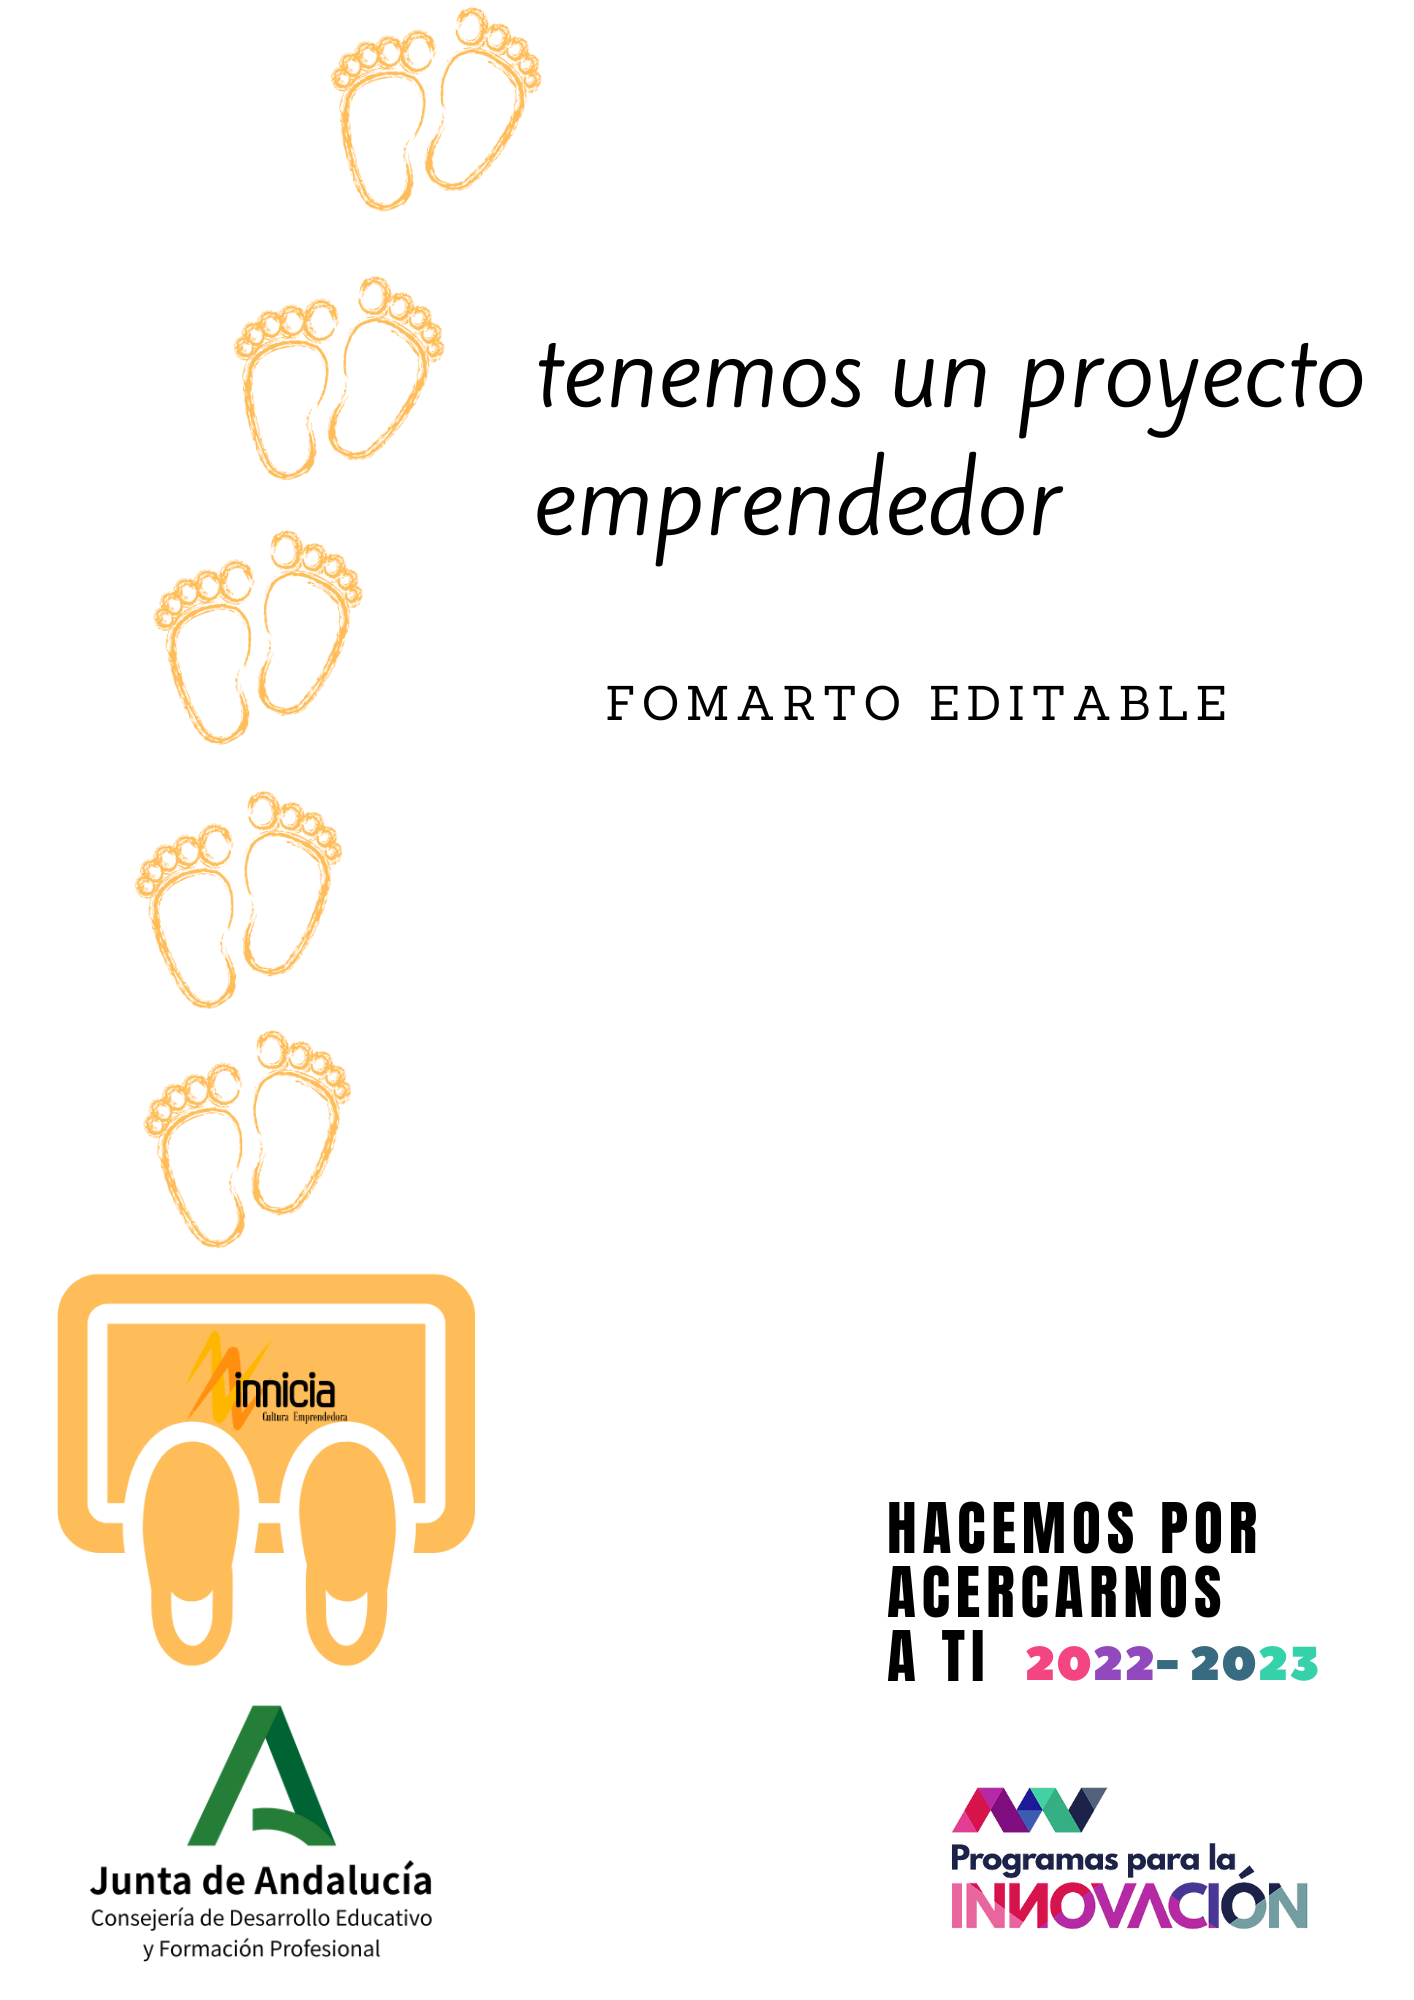 tenemos un proyecto
emprendedor
FOMARTO EDITABLE
innicia
Cultura Emprendedora
HACEMOS POR
ACERCARNOS
A TI 2022- 2023
Junta de Andalucía
Consejería de Desarrollo Educativo
y Formación Profesional
Programas para la
INNOVACIÓN